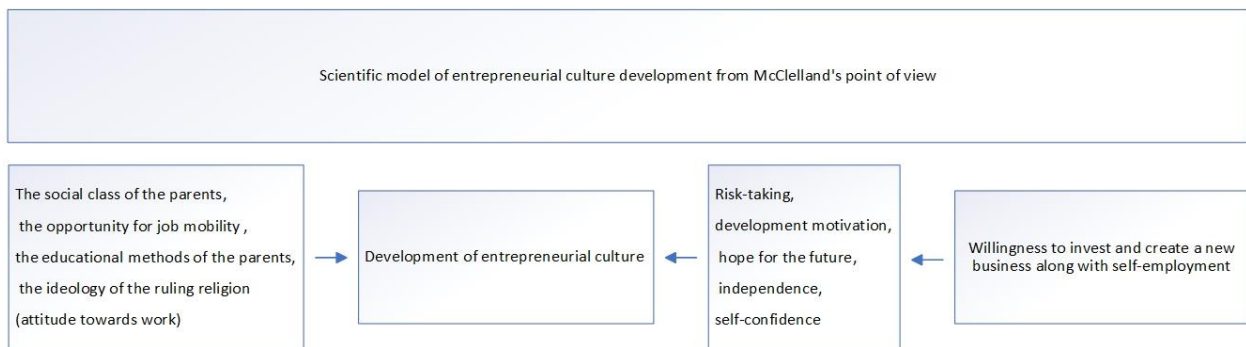 Scientific model of entrepreneurial culture development from McClelland's point of view
The social class of the parents,
the opportunity for job mobility ,
the educational methods of the parents,
the ideology of the ruling religion
(attitude towards work)
Development of entrepreneurial culture
Risk-taking,
development motivation,
hope for the future,
independence,
self-confidence
Willingness to invest and create a new
business along with self-employment